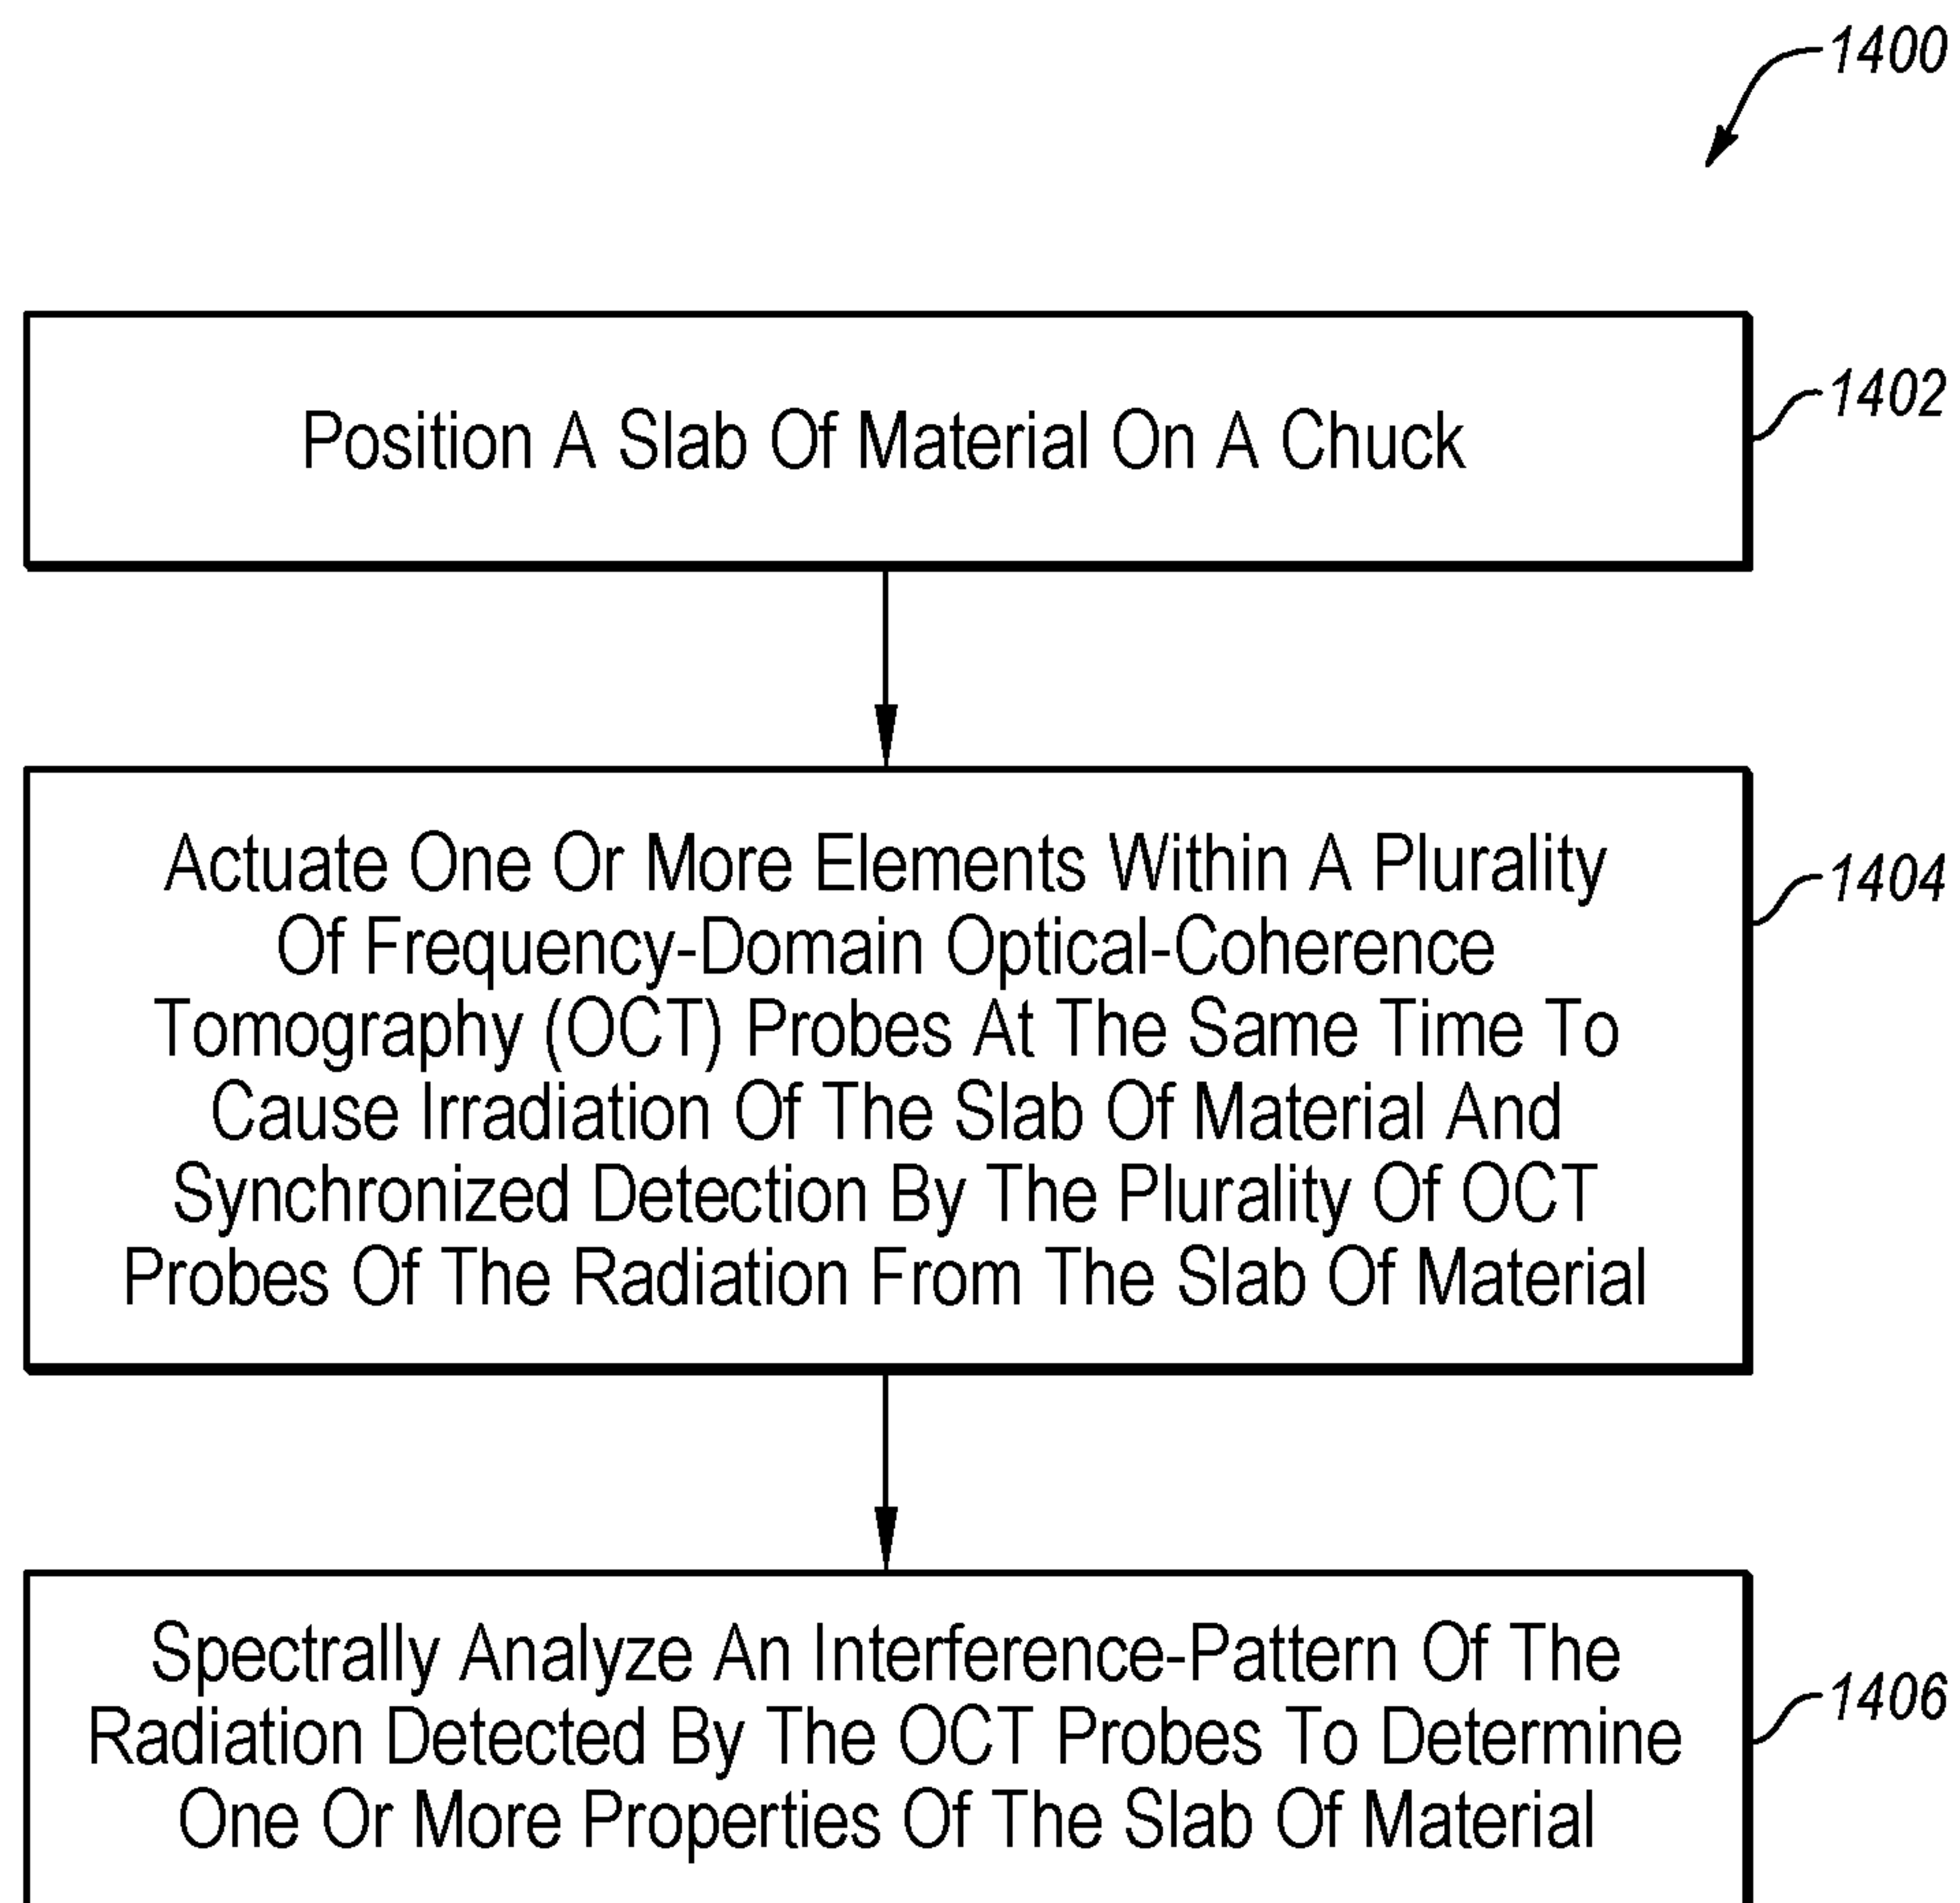 1400
Position A Slab Of Material On A Chuck
1402
Actuate One Or More Elements Within A Plurality
Of Frequency-Domain Optical-Coherence
Tomography (OCT) Probes At The Same Time To
Cause Irradiation Of The Slab Of Material And
Synchronized Detection By The Plurality Of OCT
Probes Of The Radiation From The Slab Of Material
1404
Spectrally Analyze An Interference-Pattern Of The
Radiation Detected By The OCT Probes To Determine
One Or More Properties Of The Slab Of Material
1406